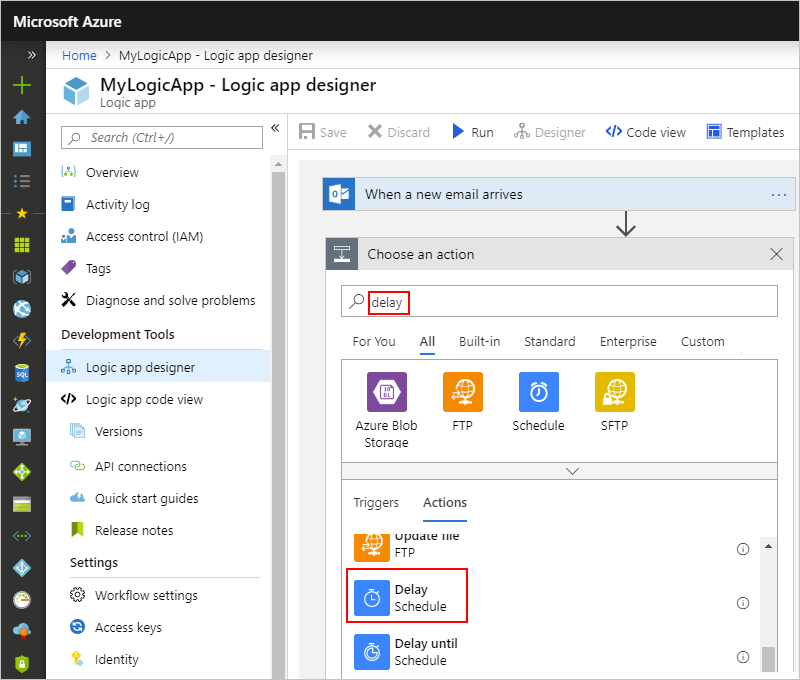 Microsoft Azure
Home > MyLogicApp - Logic app designer
MyLogicApp - Logic app designer
Logic app
Search (Ctrl+/)
Overview
Activity log
Access control (IAM)
Tags
Diagnose and solve problems
Development Tools
Logic app designer
Logic app code view
Versions
API connections
Quick start guides
Release notes
Settings
Workflow settings
Access keys
Identity
Save Discard Run Designer Code view Templates
When a new email arrives
Choose an action
delay
For You All Built-in Standard Enterprise Custom
Azure Blob
Storage
FTP
Schedule
SFTP
Triggers Actions
Update file
FTP
Delay
Schedule
Delay until
Schedule